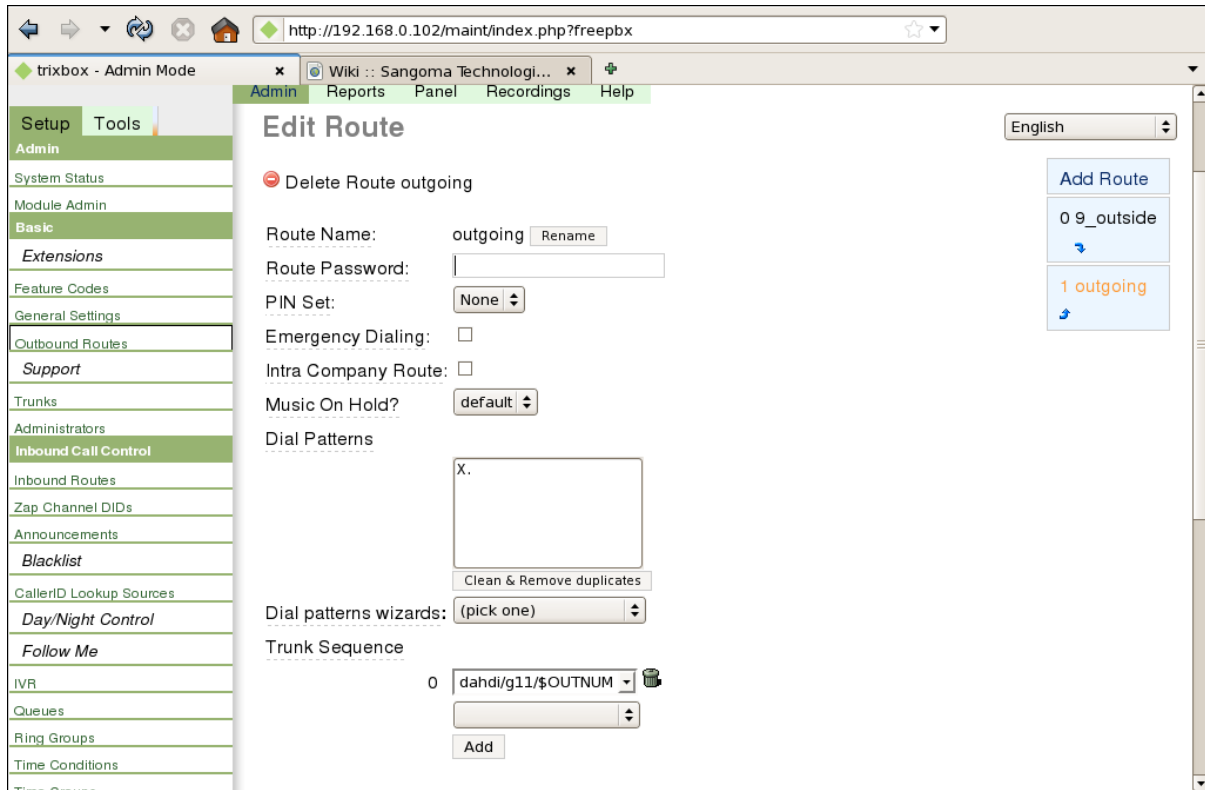 http://192.168.0.102/maint/index.php?freepbx
trixbox - Admin Mode
Wiki :: Sangoma Technologi...
Admin Reports Panel Recordings Help
Setup Tools
Edit Route
English
Admin
System Status
Delete Route outgoing
Add Route
Module Admin
Basic
0 9_outside
Route Name: outgoing Rename
Extensions
Route Password:
Feature Codes
1 outgoing
PIN Set: None
General Settings
Emergency Dialing:
Outbound Routes
Support
Intra Company Route:
Trunks
Music On Hold? default
Administrators
Dial Patterns
Inbound Call Control
X.
Inbound Routes
Zap Channel DIDs
Announcements
Blacklist
Clean & Remove duplicates
CallerID Lookup Sources
Dial patterns wizards: (pick one)
Day/Night Control
Follow Me
Trunk Sequence
IVR
0 dahdi/g11/$OUTNUM
Queues
Ring Groups
Add
Time Conditions